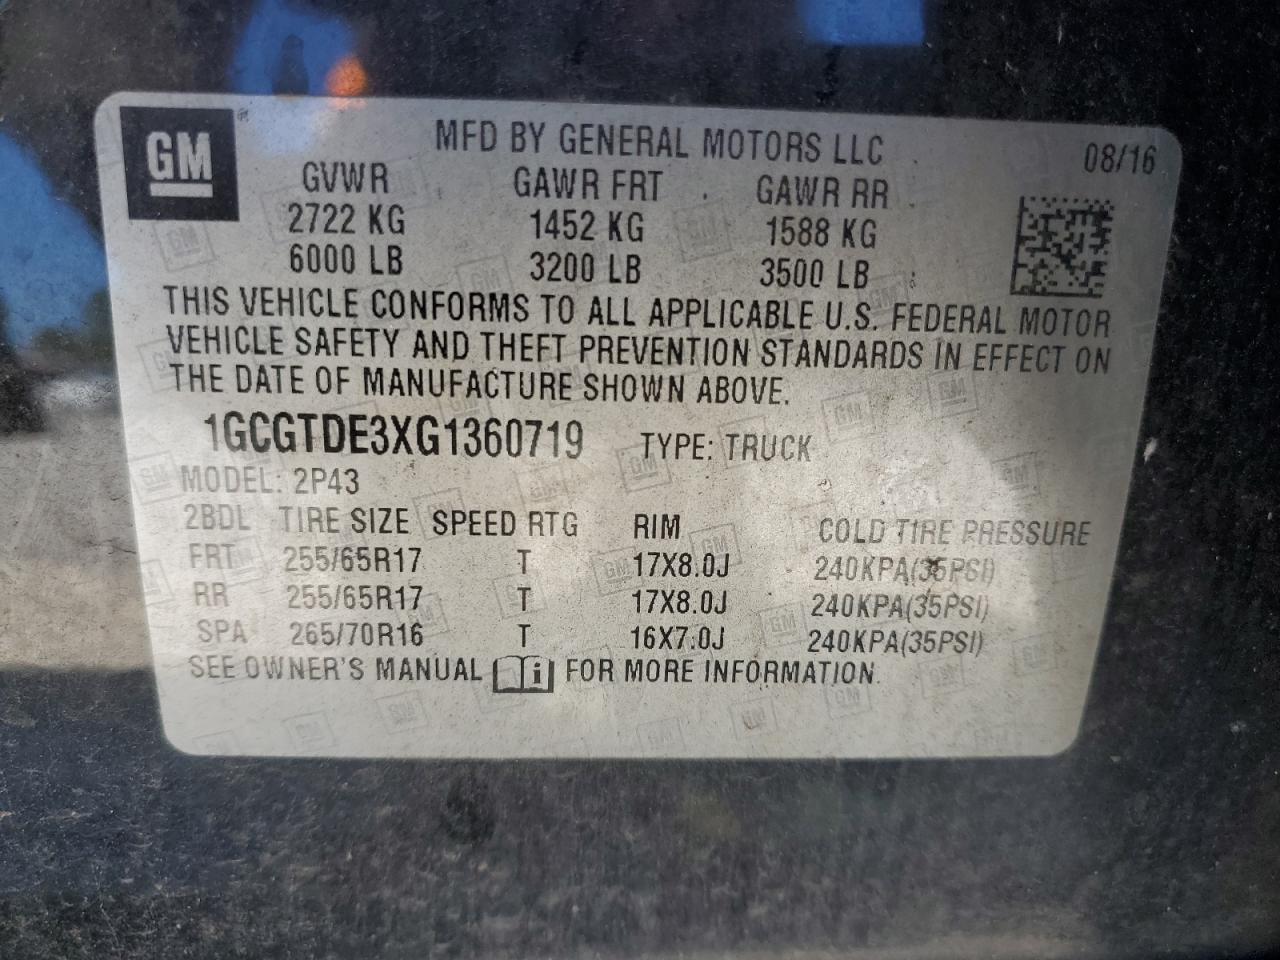 GM
MFD BY GENERAL MOTORS LLC 08/16
GVWR GAWR FRT GAWR RR
2722 KG 1452 KG 1588 KG
6000 LB 3200 LB 3500 LB
THIS VEHICLE CONFORMS TO ALL APPLICABLE U.S. FEDERAL MOTOR
VEHICLE SAFETY AND THEFT PREVENTION STANDARDS IN EFFECT ON
THE DATE OF MANUFACTURE SHOWN ABOVE.
1GCGTDE3XG1360719 TYPE: TRUCK
MODEL: 2P43
2BDL TIRE SIZE SPEED RTG RIM COLD TIRE PRESSURE
FRT 255/65R17 T 17X8.0J 240KPA(35PSI)
RR 255/65R17 T 17X8.0J 240KPA(35PSI)
SPA 265/70R16 T 16X7.0J 240KPA(35PSI)
SEE OWNER'S MANUAL i FOR MORE INFORMATION.